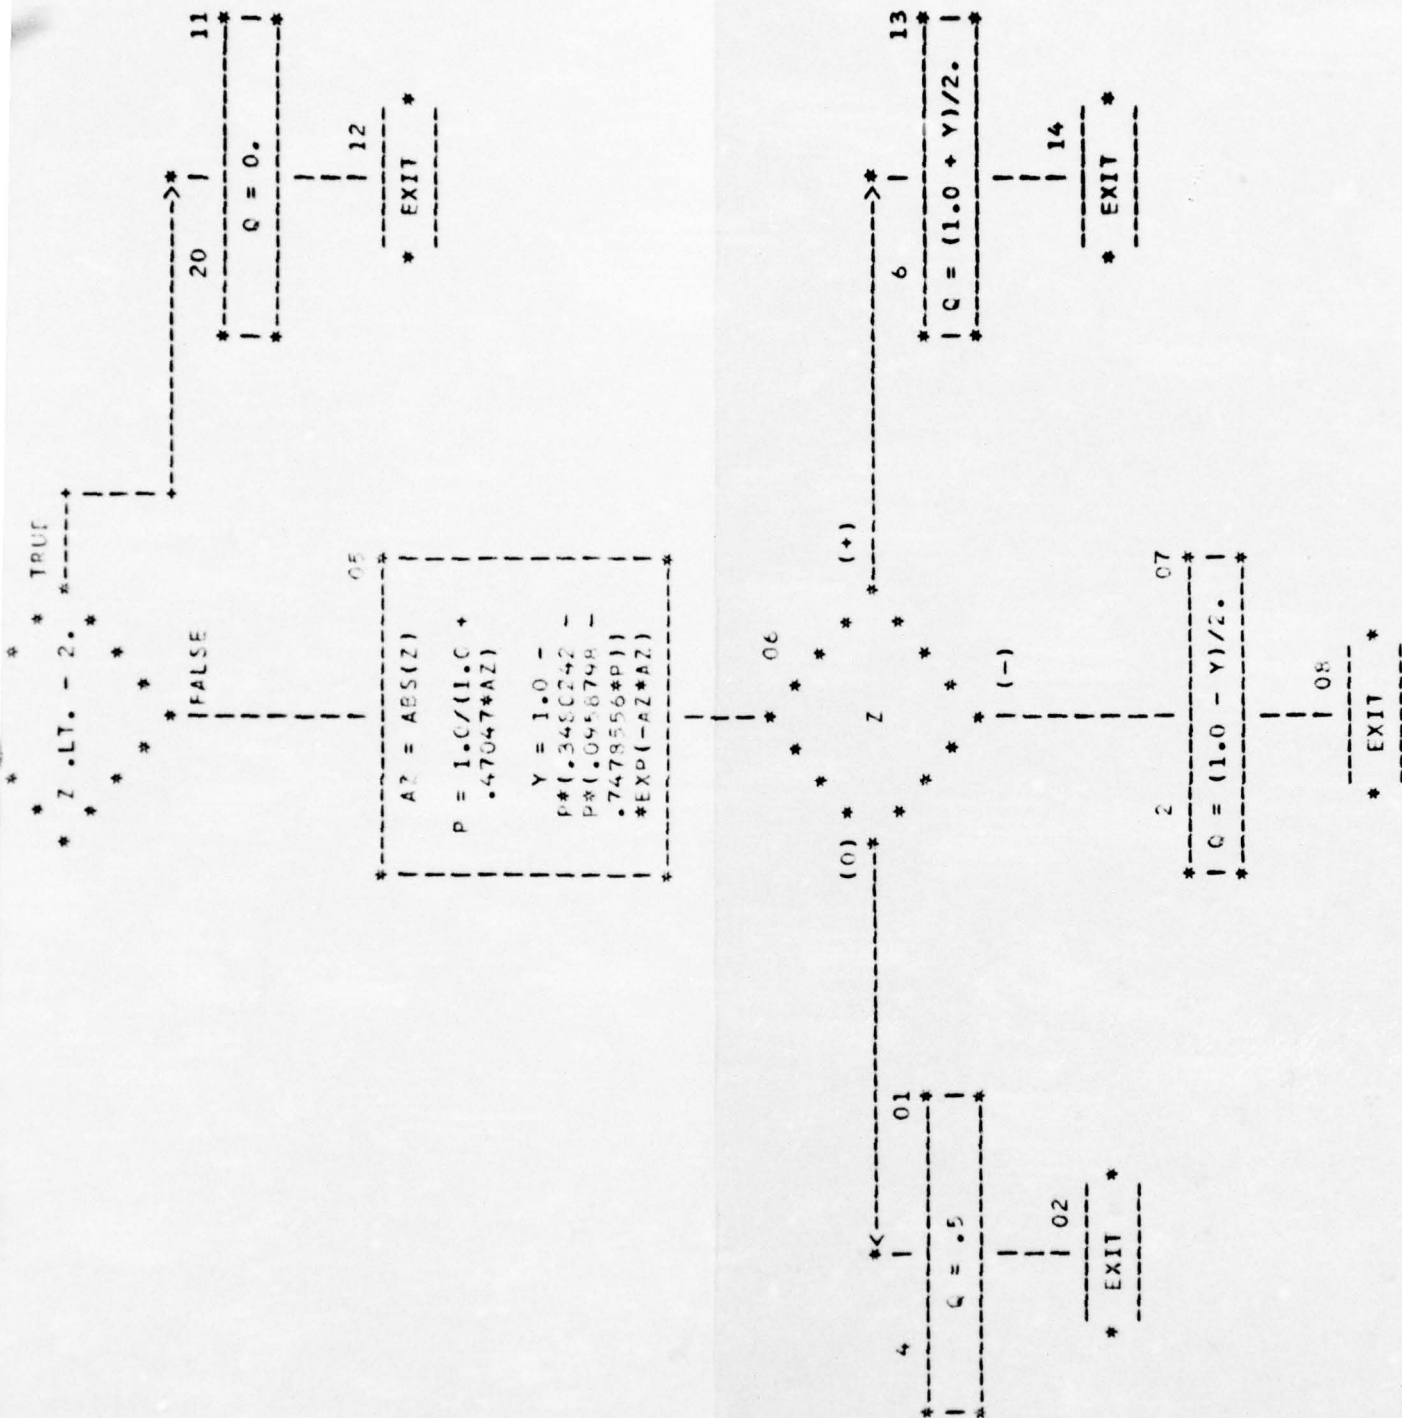 TRUE
Z .LT. - 2.
FALSE
20 11
Q = 0.
12
* EXIT *
05
AZ = ABS(Z)
P = 1.0/(1.0 +
.47047*AZ)
Y = 1.0 -
P*(.3480242 -
P*(.0958798 -
.7478556*P))
*EXP(-AZ*AZ)
06
(0) (+)
Z
(-)
4 01
Q = .5
02
* EXIT *
6 13
Q = (1.0 + Y)/2.
14
* EXIT *
2 07
Q = (1.0 - Y)/2.
08
* EXIT *